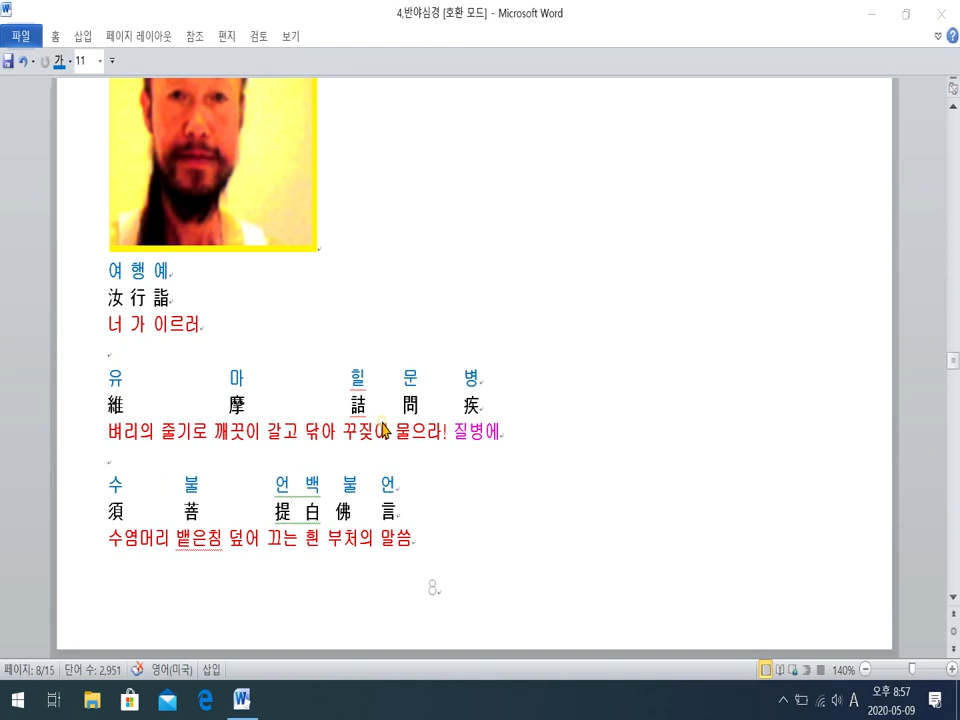 4,반야심경 [호환 모드] - Microsoft Word
파일 홈 삽입 페이지 레이아웃 참조 편지 검토 보기
가 11
여 행 예
汝 行 詣
너 가 이르러
유 마 힐 문 병
維 摩 詰 問 疾
벼리의 줄기로 깨끗이 갈고 닦아 꾸짖 물으라! 질병에
수 불 언 백 불 언
須 菩 提 白 佛 言
수염머리 뱉은침 덮어 끄는 흰 부처의 말씀
8
페이지: 8/15 단어 수: 2,951 영어(미국) 삽입 140%
A 오후 8:57
2020-05-09